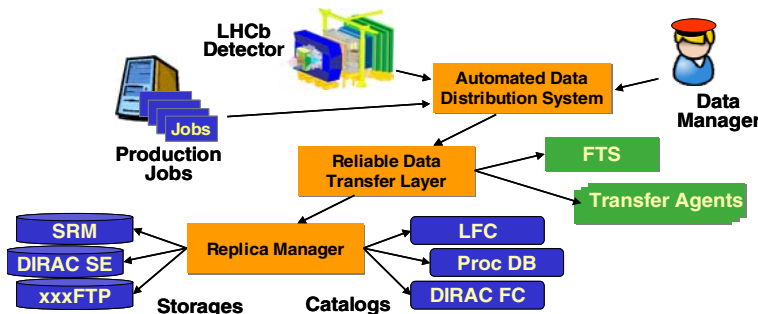 LHCb
Detector
Automated Data
Distribution System
Data
Manager
Jobs
Production
Jobs
Reliable Data
Transfer Layer
FTS
Transfer Agents
SRM
DIRAC SE
xxxFTP
Replica Manager
LFC
Proc DB
DIRAC FC
Storages
Catalogs